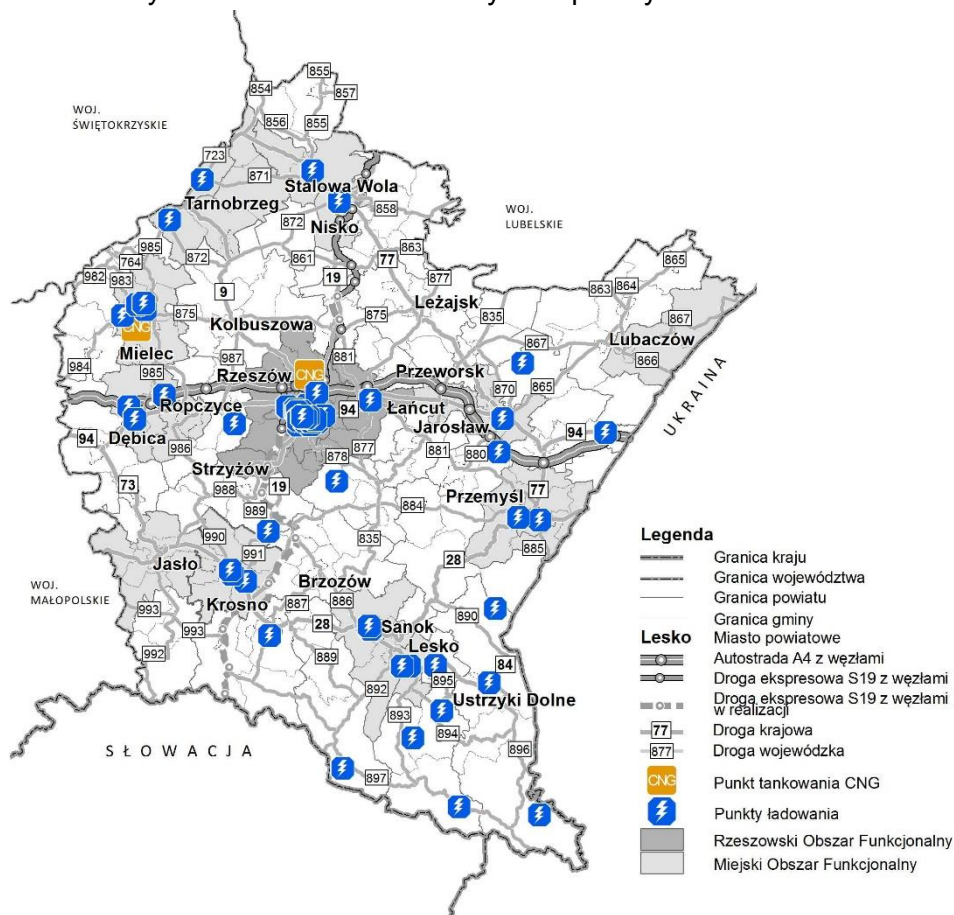 855
854
857
WOJ.
ŚWIĘTOKRZYSKIE
856
855
723
871
Stalowa Wola
Tarnobrzeg
858
WOJ.
LUBELSKIE
872
Nisko
985
872
861
77
863
865
764
982
983
19
877
863
864
9
Leżajsk
875
Kolbuszowa
875
835
867
CNG
Mielec
867
Lubaczów
987
881
866
984
985
Rzeszów
CNG
Przeworsk
870
865
UKRAINA
Ropczyce
94
Łańcut
Jarosław
94
Dębica
94
986
877
881
880
878
Strzyżów
73
988
19
Przemyśl
77
989
884
990
991
835
885
Jasło
28
WOJ.
MAŁOPOLSKIE
Brzozów
Krosno
887
886
993
993
28
890
Sanok
992
889
Lesko
84
892
895
Ustrzyki Dolne
893
894
896
SŁOWACJA
897
Legenda
Granica kraju
Granica województwa
Granica powiatu
Granica gminy
Lesko Miasto powiatowe
Autostrada A4 z węzłami
Droga ekspresowa S19 z węzłami
Droga ekspresowa S19 z węzłami
w realizacji
77 Droga krajowa
877 Droga wojewódzka
CNG Punkt tankowania CNG
Punkty ładowania
Rzeszowski Obszar Funkcjonalny
Miejski Obszar Funkcjonalny